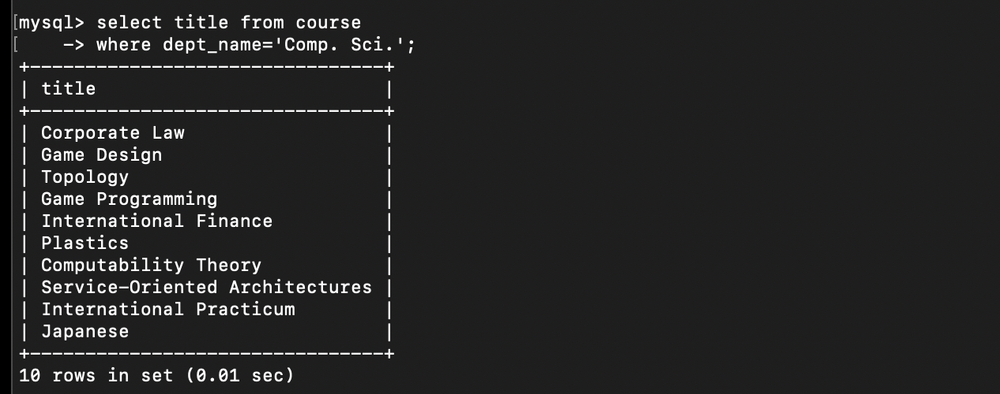 [mysql> select title from course
[    -> where dept_name='Comp. Sci.';
+--------------------------------+
| title                          |
+--------------------------------+
| Corporate Law                  |
| Game Design                    |
| Topology                       |
| Game Programming               |
| International Finance          |
| Plastics                       |
| Computability Theory           |
| Service-Oriented Architectures |
| International Practicum        |
| Japanese                       |
+--------------------------------+
10 rows in set (0.01 sec)